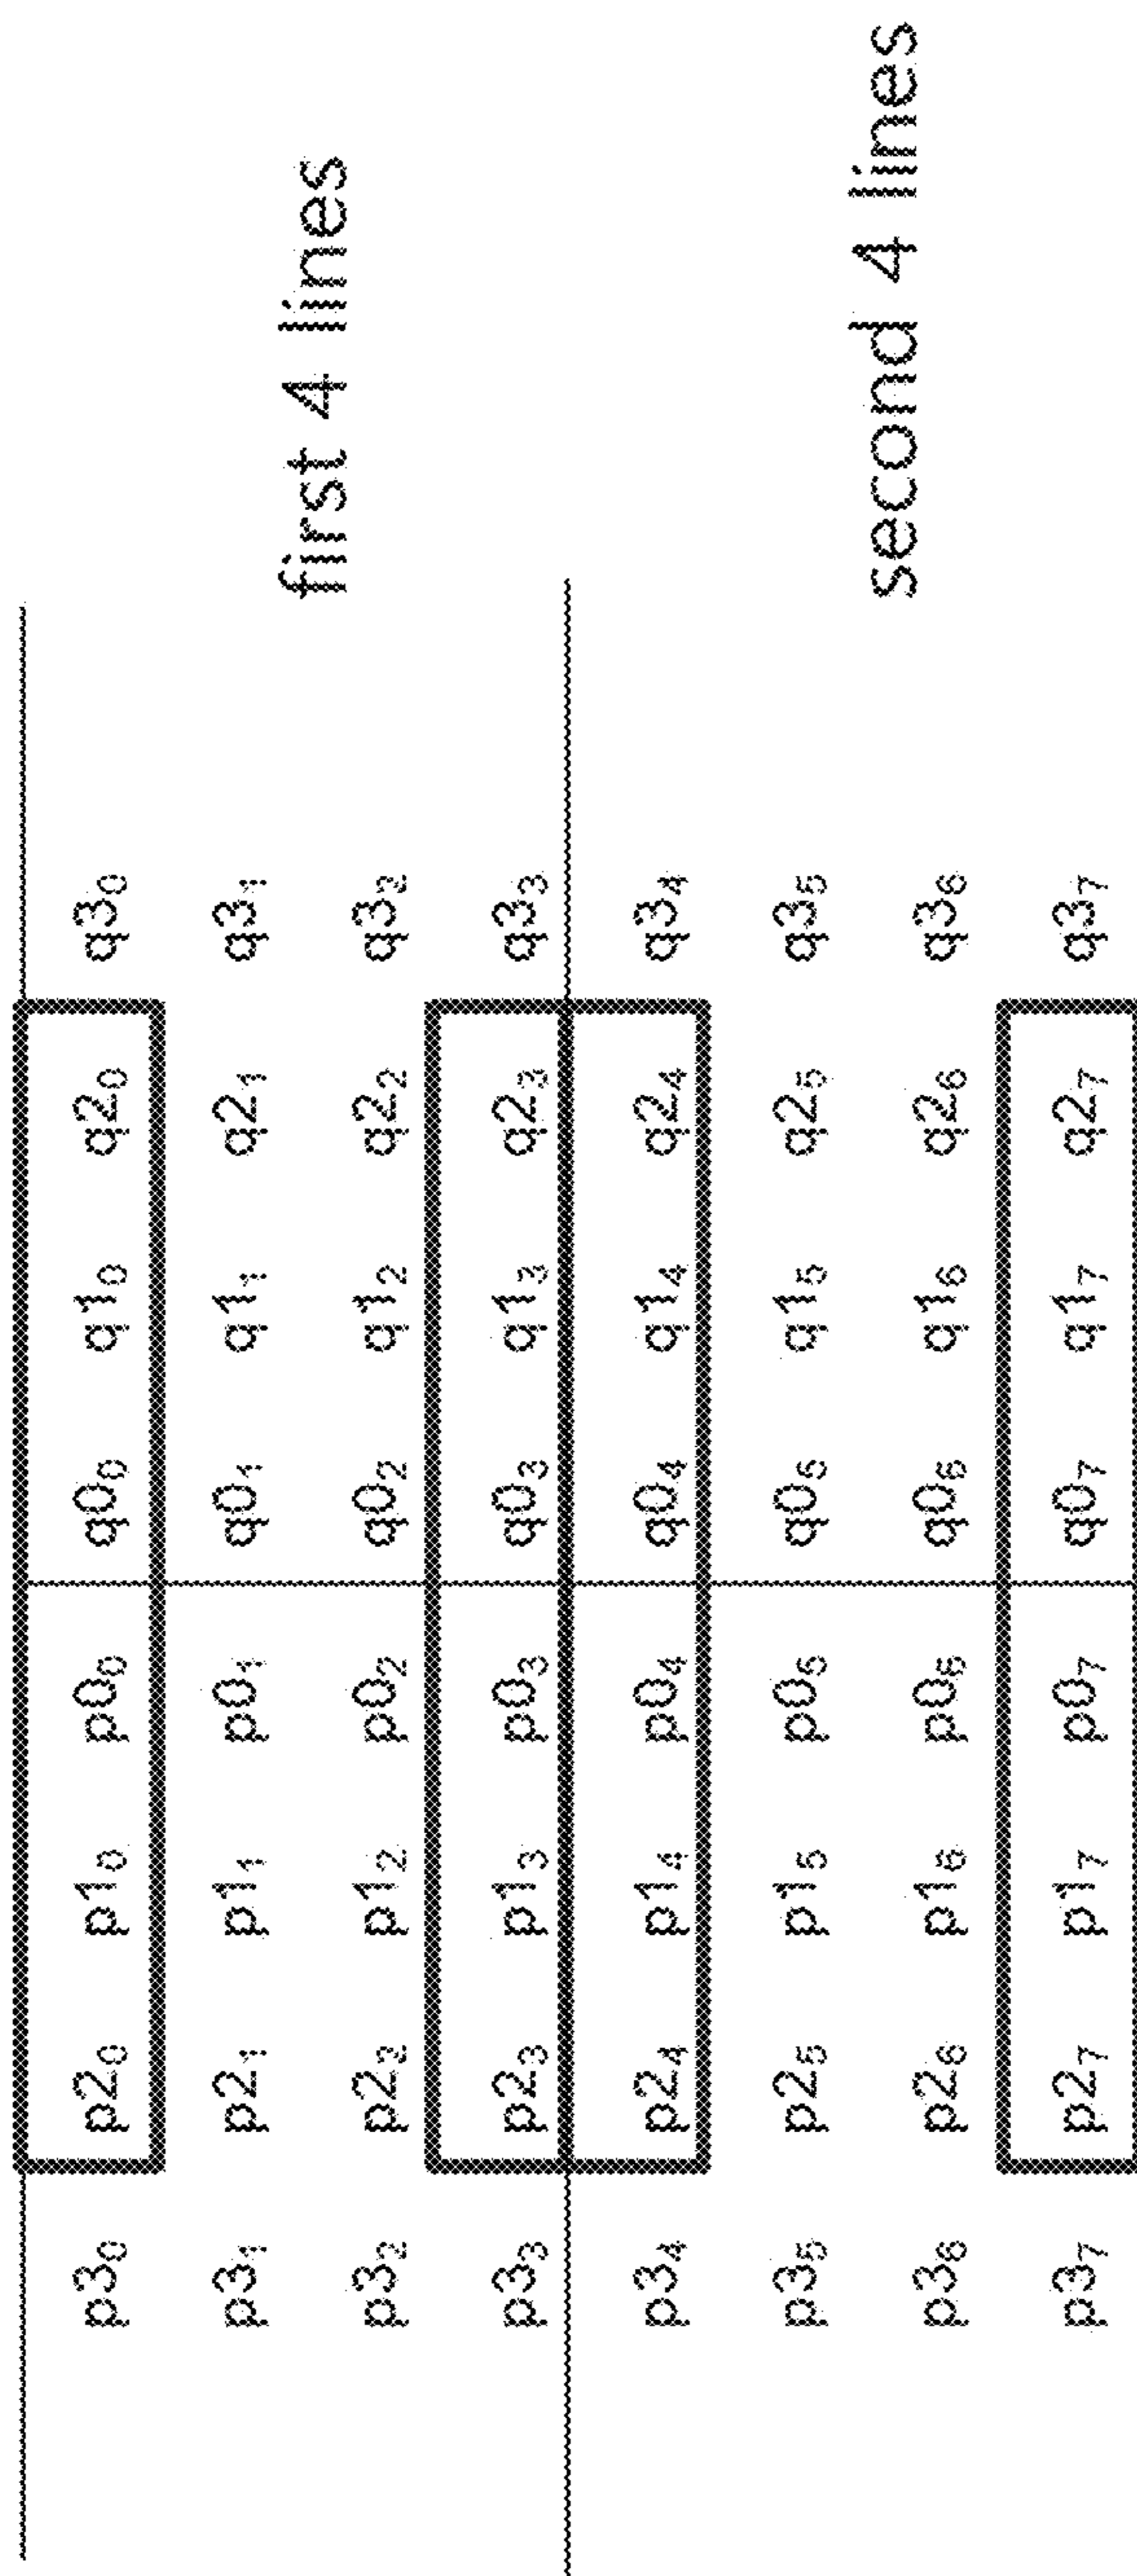 p3₀ p2₀ p1₀ p0₀ q0₀ q1₀ q2₀ q3₀
p3₁ p2₁ p1₁ p0₁ q0₁ q1₁ q2₁ q3₁
first 4 lines
p3₂ p2₂ p1₂ p0₂ q0₂ q1₂ q2₂ q3₂
p3₃ p2₃ p1₃ p0₃ q0₃ q1₃ q2₃ q3₃
p3₄ p2₄ p1₄ p0₄ q0₄ q1₄ q2₄ q3₄
p3₅ p2₅ p1₅ p0₅ q0₅ q1₅ q2₅ q3₅
second 4 lines
p3₆ p2₆ p1₆ p0₆ q0₆ q1₆ q2₆ q3₆
p3₇ p2₇ p1₇ p0₇ q0₇ q1₇ q2₇ q3₇